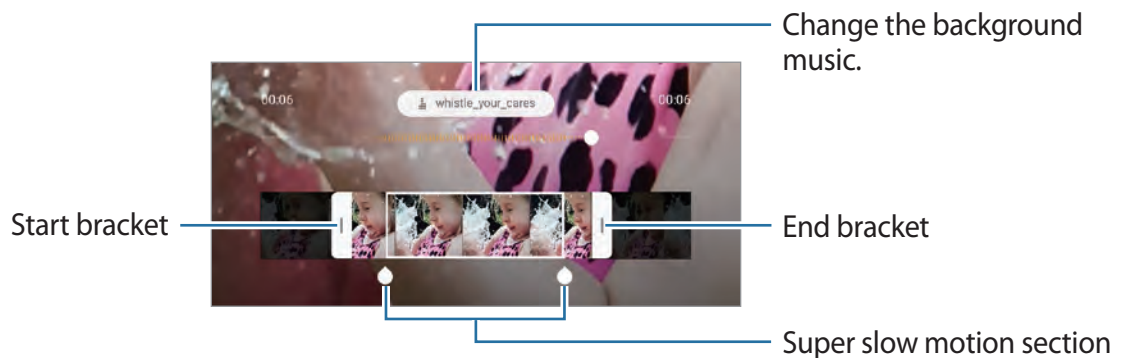 Change the background
music.
00:06
whistle_your_cares
00:06
Start bracket
End bracket
Super slow motion section